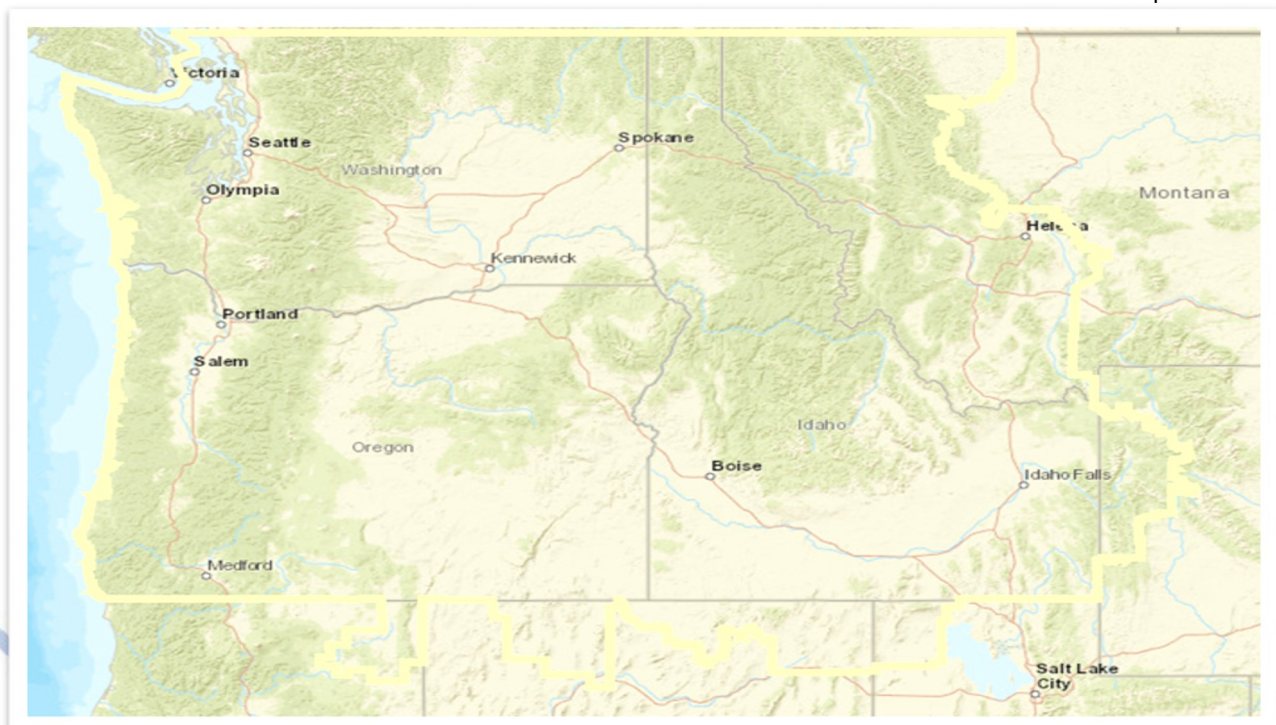 Victoria
Seattle
Spokane
Washington
Olympia
Montana
Helena
Kennewick
Portland
Salem
Idaho
Oregon
Boise
Idaho Falls
Medford
Salt Lake
City